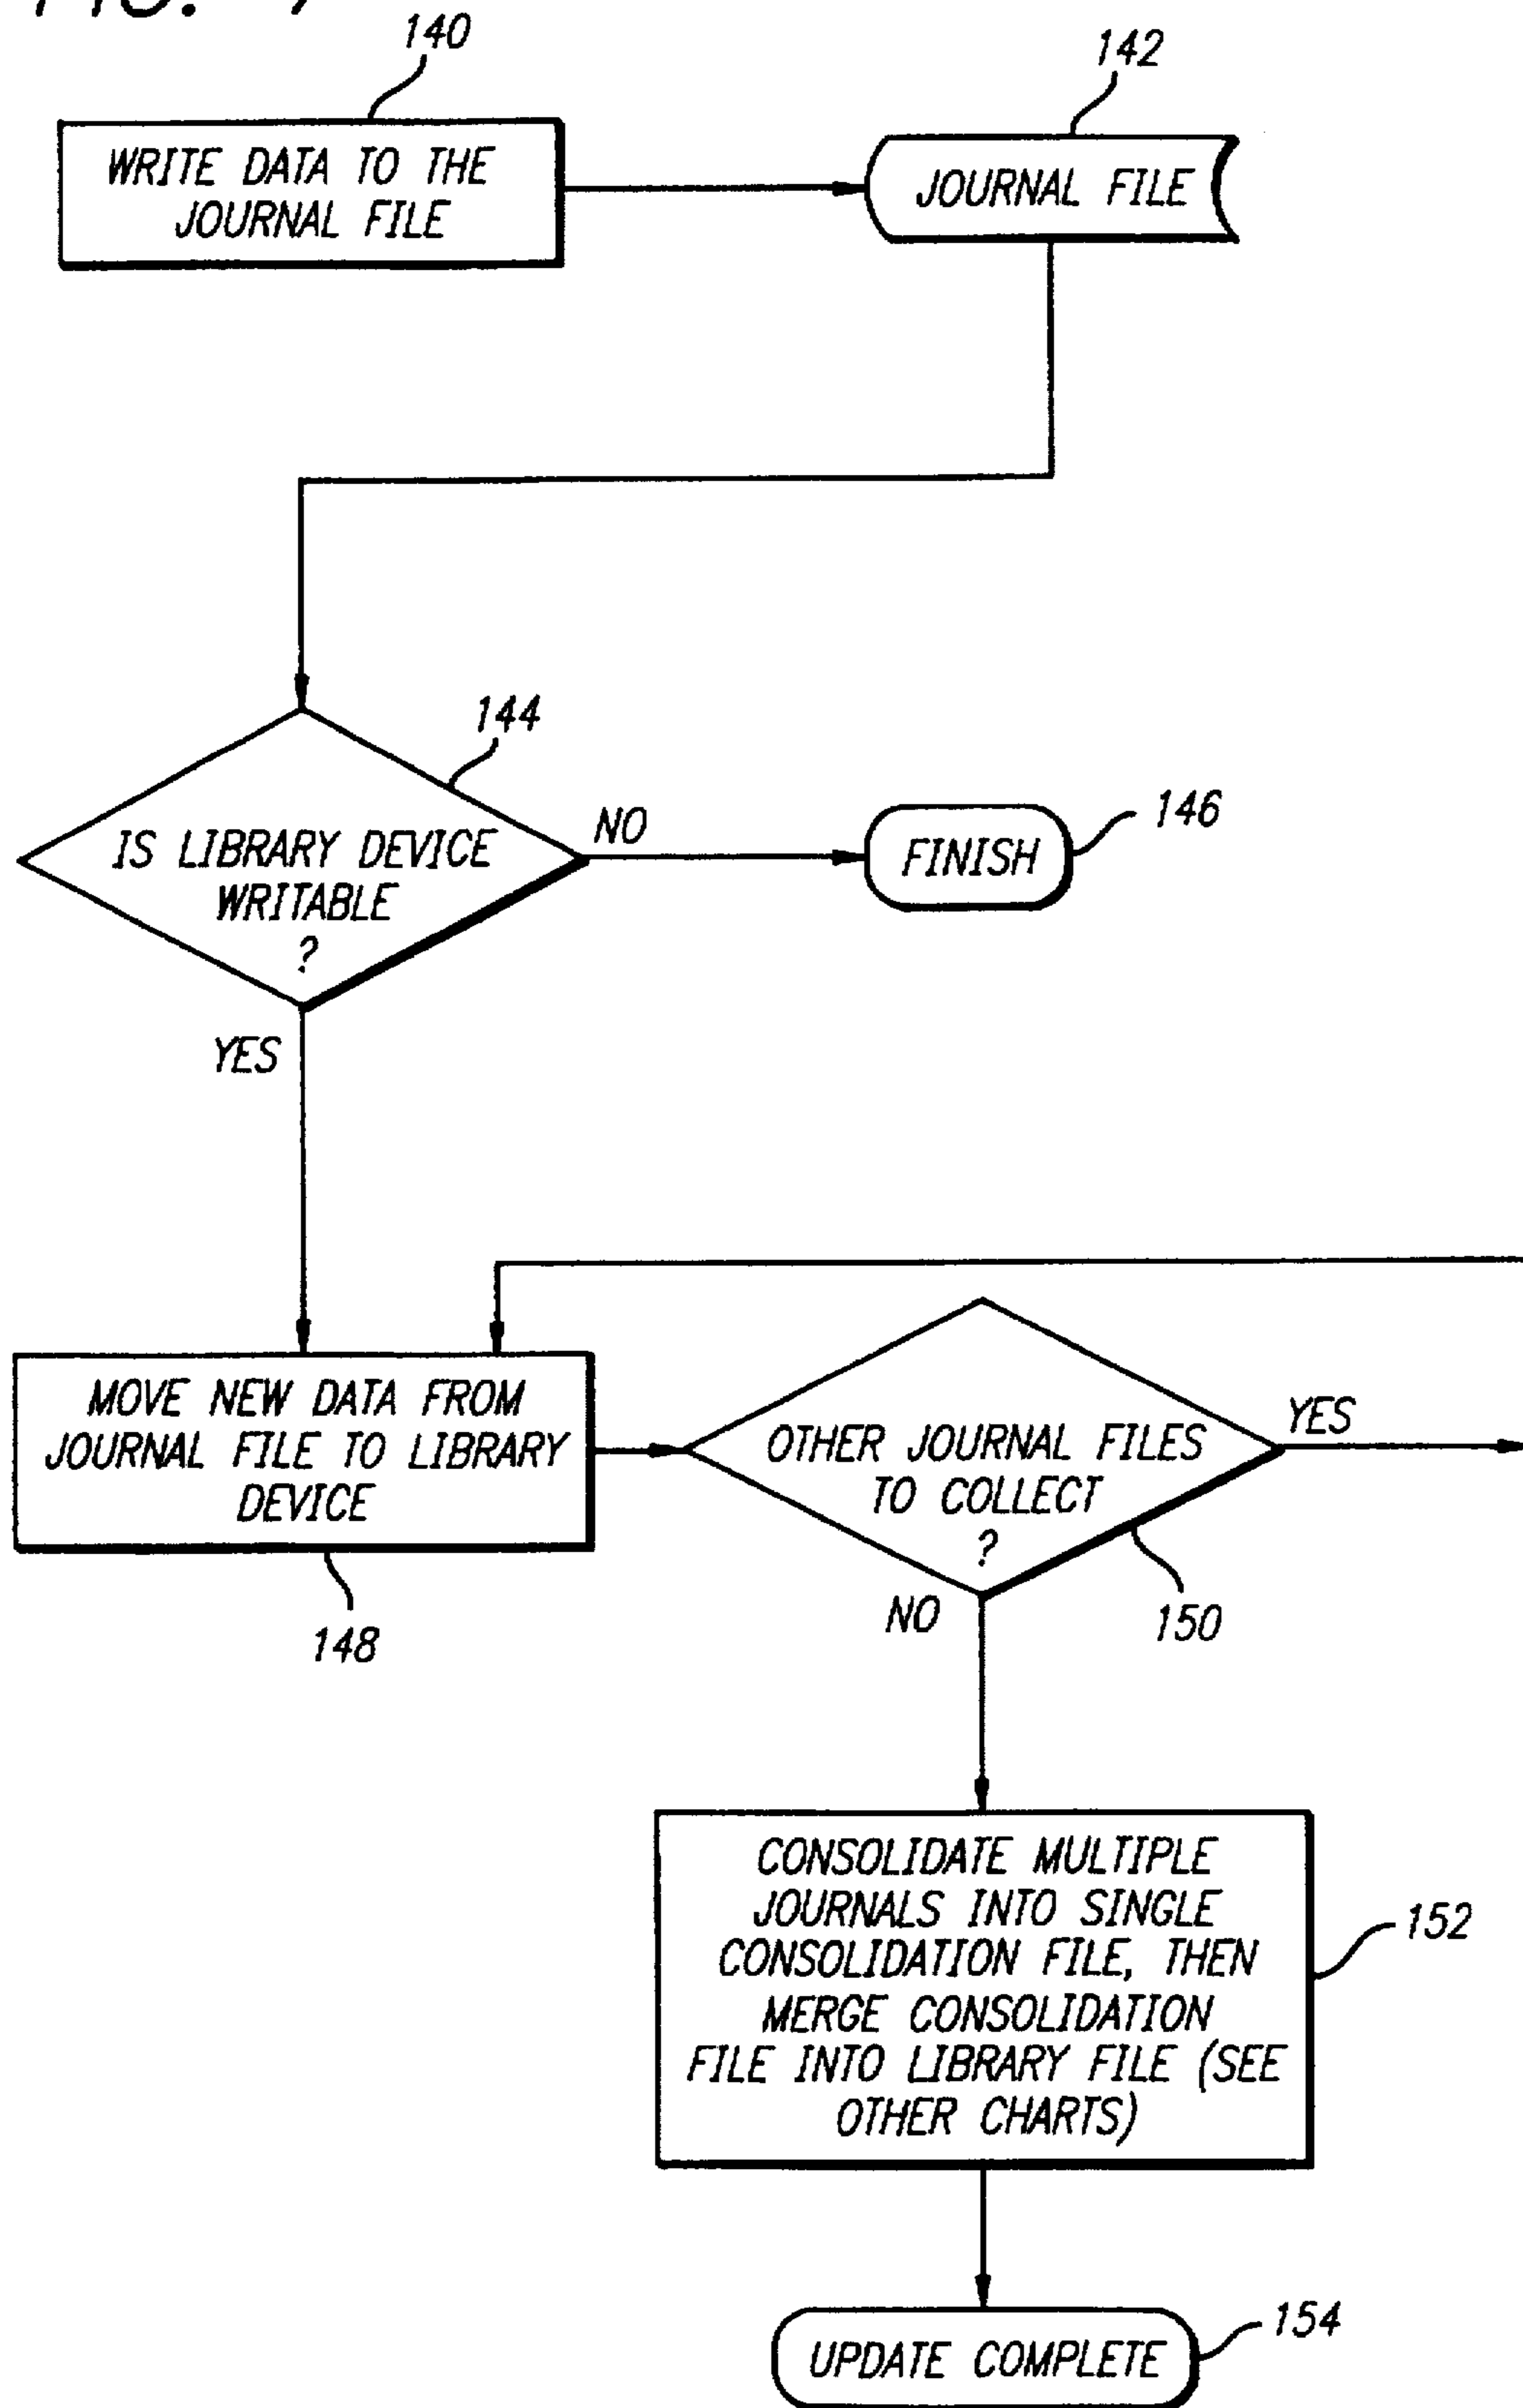 140
142
WRITE DATA TO THE
JOURNAL FILE
JOURNAL FILE
144
IS LIBRARY DEVICE
WRITABLE
?
NO
FINISH
146
YES
MOVE NEW DATA FROM
JOURNAL FILE TO LIBRARY
DEVICE
148
OTHER JOURNAL FILES
TO COLLECT
?
YES
150
NO
CONSOLIDATE MULTIPLE
JOURNALS INTO SINGLE
CONSOLIDATION FILE, THEN
MERGE CONSOLIDATION
FILE INTO LIBRARY FILE (SEE
OTHER CHARTS)
152
UPDATE COMPLETE
154